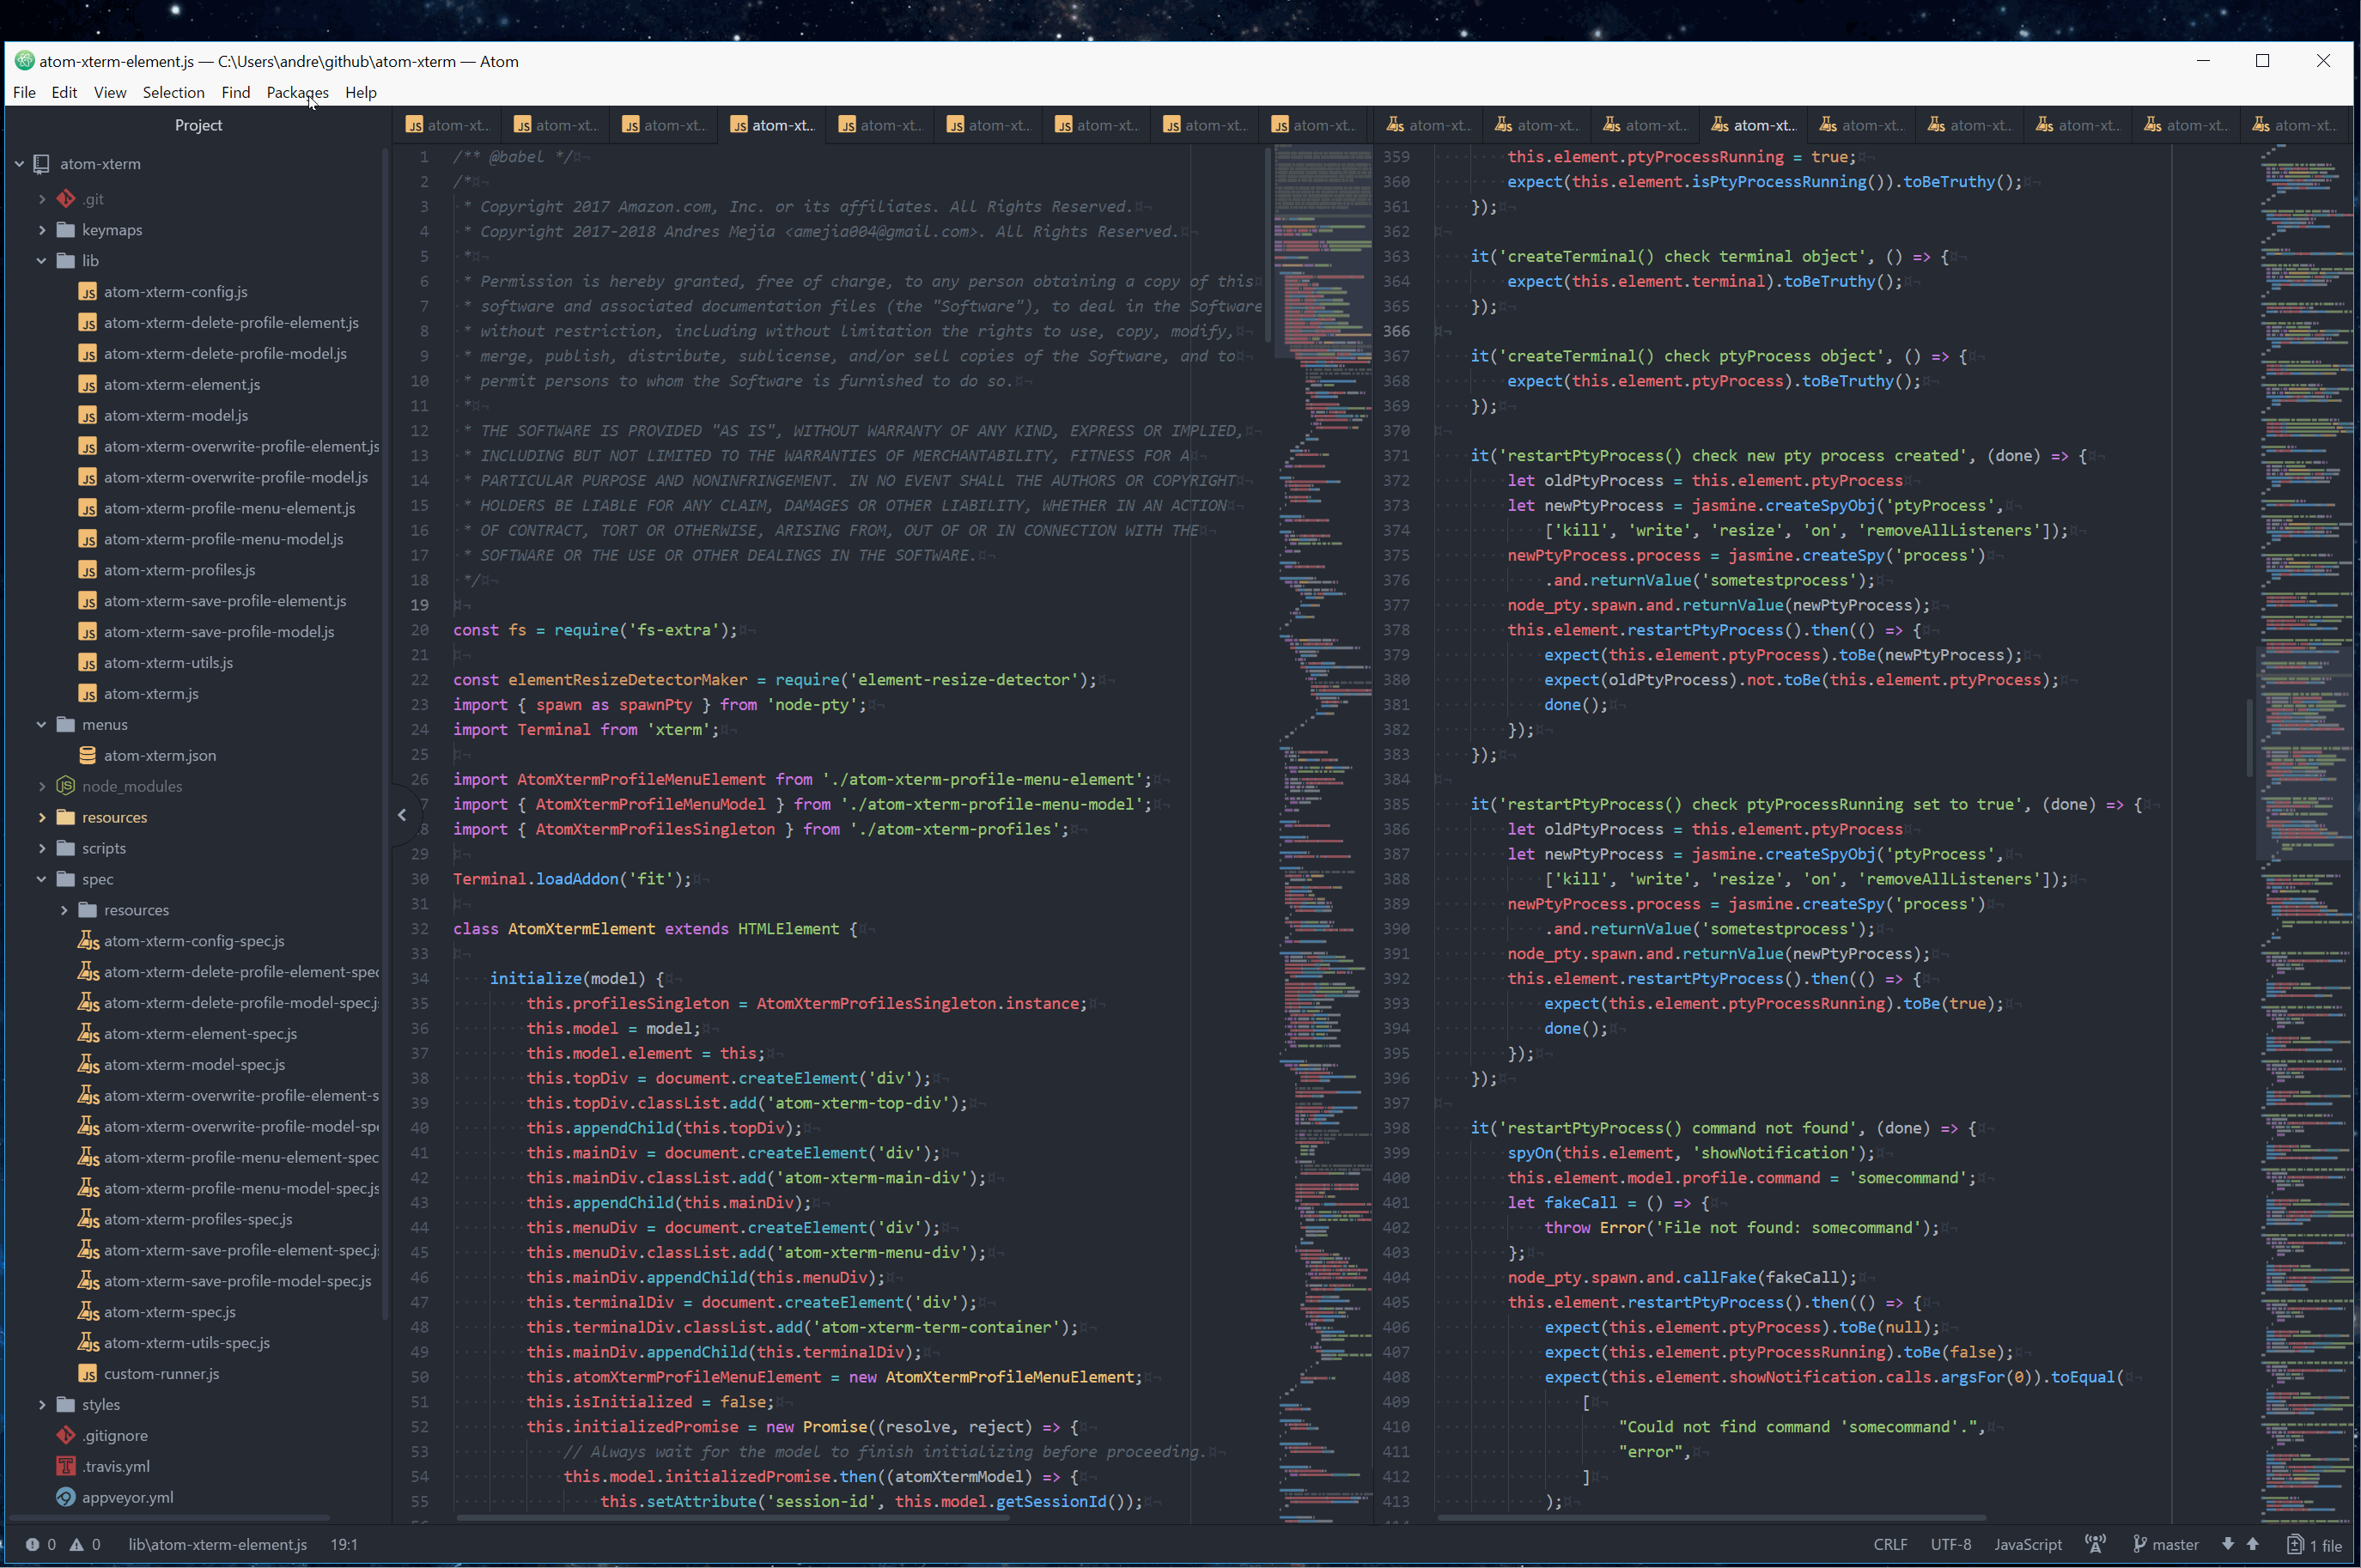 atom-xterm-element.js — C:\Users\andre\github\atom-xterm — Atom
File Edit View Selection Find Packages Help
Project
atom-xterm
.git
keymaps
lib
atom-xterm-config.js
atom-xterm-delete-profile-element.js
atom-xterm-delete-profile-model.js
atom-xterm-element.js
atom-xterm-model.js
atom-xterm-overwrite-profile-element.js
atom-xterm-overwrite-profile-model.js
atom-xterm-profile-menu-element.js
atom-xterm-profile-menu-model.js
atom-xterm-profiles.js
atom-xterm-save-profile-element.js
atom-xterm-save-profile-model.js
atom-xterm-utils.js
atom-xterm.js
menus
atom-xterm.json
node_modules
resources
scripts
spec
resources
atom-xterm-config-spec.js
atom-xterm-delete-profile-element-spec
atom-xterm-delete-profile-model-spec.j
atom-xterm-element-spec.js
atom-xterm-model-spec.js
atom-xterm-overwrite-profile-element-s
atom-xterm-overwrite-profile-model-spe
atom-xterm-profile-menu-element-spec
atom-xterm-profile-menu-model-spec.js
atom-xterm-profiles-spec.js
atom-xterm-save-profile-element-spec.j
atom-xterm-save-profile-model-spec.js
atom-xterm-spec.js
atom-xterm-utils-spec.js
custom-runner.js
styles
.gitignore
.travis.yml
appveyor.yml
atom-xt... atom-xt... atom-xt... atom-xt... atom-xt... atom-xt... atom-xt... atom-xt... atom-xt...
1 /** @babel */
2 /*
3 * Copyright 2017 Amazon.com, Inc. or its affiliates. All Rights Reserved.
4 * Copyright 2017-2018 Andres Mejia <amejia004@gmail.com>. All Rights Reserved.
5 *
6 * Permission is hereby granted, free of charge, to any person obtaining a copy of this
7 * software and associated documentation files (the "Software"), to deal in the Software
8 * without restriction, including without limitation the rights to use, copy, modify,
9 * merge, publish, distribute, sublicense, and/or sell copies of the Software, and to
10 * permit persons to whom the Software is furnished to do so.
11 *
12 * THE SOFTWARE IS PROVIDED "AS IS", WITHOUT WARRANTY OF ANY KIND, EXPRESS OR IMPLIED,
13 * INCLUDING BUT NOT LIMITED TO THE WARRANTIES OF MERCHANTABILITY, FITNESS FOR A
14 * PARTICULAR PURPOSE AND NONINFRINGEMENT. IN NO EVENT SHALL THE AUTHORS OR COPYRIGHT
15 * HOLDERS BE LIABLE FOR ANY CLAIM, DAMAGES OR OTHER LIABILITY, WHETHER IN AN ACTION
16 * OF CONTRACT, TORT OR OTHERWISE, ARISING FROM, OUT OF OR IN CONNECTION WITH THE
17 * SOFTWARE OR THE USE OR OTHER DEALINGS IN THE SOFTWARE.
18 */
19
20 const fs = require('fs-extra');
21
22 const elementResizeDetectorMaker = require('element-resize-detector');
23 import { spawn as spawnPty } from 'node-pty';
24 import Terminal from 'xterm';
25
26 import AtomXtermProfileMenuElement from './atom-xterm-profile-menu-element';
7 import { AtomXtermProfileMenuModel } from './atom-xterm-profile-menu-model';
8 import { AtomXtermProfilesSingleton } from './atom-xterm-profiles';
29
30 Terminal.loadAddon('fit');
31
32 class AtomXtermElement extends HTMLElement {
33
34 initialize(model) {
35 this.profilesSingleton = AtomXtermProfilesSingleton.instance;
36 this.model = model;
37 this.model.element = this;
38 this.topDiv = document.createElement('div');
39 this.topDiv.classList.add('atom-xterm-top-div');
40 this.appendChild(this.topDiv);
41 this.mainDiv = document.createElement('div');
42 this.mainDiv.classList.add('atom-xterm-main-div');
43 this.appendChild(this.mainDiv);
44 this.menuDiv = document.createElement('div');
45 this.menuDiv.classList.add('atom-xterm-menu-div');
46 this.mainDiv.appendChild(this.menuDiv);
47 this.terminalDiv = document.createElement('div');
48 this.terminalDiv.classList.add('atom-xterm-term-container');
49 this.mainDiv.appendChild(this.terminalDiv);
50 this.atomXtermProfileMenuElement = new AtomXtermProfileMenuElement;
51 this.isInitialized = false;
52 this.initializedPromise = new Promise((resolve, reject) => {
53 // Always wait for the model to finish initializing before proceeding.
54 this.model.initializedPromise.then((atomXtermModel) => {
55 this.setAttribute('session-id', this.model.getSessionId());
atom-xt... atom-xt... atom-xt... atom-xt... atom-xt... atom-xt... atom-xt... atom-xt... atom-xt...
359 this.element.ptyProcessRunning = true;
360 expect(this.element.isPtyProcessRunning()).toBeTruthy();
361 });
362
363 it('createTerminal() check terminal object', () => {
364 expect(this.element.terminal).toBeTruthy();
365 });
366
367 it('createTerminal() check ptyProcess object', () => {
368 expect(this.element.ptyProcess).toBeTruthy();
369 });
370
371 it('restartPtyProcess() check new pty process created', (done) => {
372 let oldPtyProcess = this.element.ptyProcess
373 let newPtyProcess = jasmine.createSpyObj('ptyProcess',
374 ['kill', 'write', 'resize', 'on', 'removeAllListeners']);
375 newPtyProcess.process = jasmine.createSpy('process')
376 .and.returnValue('sometestprocess');
377 node_pty.spawn.and.returnValue(newPtyProcess);
378 this.element.restartPtyProcess().then(() => {
379 expect(this.element.ptyProcess).toBe(newPtyProcess);
380 expect(oldPtyProcess).not.toBe(this.element.ptyProcess);
381 done();
382 });
383 });
384
385 it('restartPtyProcess() check ptyProcessRunning set to true', (done) => {
386 let oldPtyProcess = this.element.ptyProcess
387 let newPtyProcess = jasmine.createSpyObj('ptyProcess',
388 ['kill', 'write', 'resize', 'on', 'removeAllListeners']);
389 newPtyProcess.process = jasmine.createSpy('process')
390 .and.returnValue('sometestprocess');
391 node_pty.spawn.and.returnValue(newPtyProcess);
392 this.element.restartPtyProcess().then(() => {
393 expect(this.element.ptyProcessRunning).toBe(true);
394 done();
395 });
396 });
397
398 it('restartPtyProcess() command not found', (done) => {
399 spyOn(this.element, 'showNotification');
400 this.element.model.profile.command = 'somecommand';
401 let fakeCall = () => {
402 throw Error('File not found: somecommand');
403 };
404 node_pty.spawn.and.callFake(fakeCall);
405 this.element.restartPtyProcess().then(() => {
406 expect(this.element.ptyProcess).toBe(null);
407 expect(this.element.ptyProcessRunning).toBe(false);
408 expect(this.element.showNotification.calls.argsFor(0)).toEqual(
409 [
410 "Could not find command 'somecommand'.",
411 "error",
412 ]
413 );
0 0 lib\atom-xterm-element.js 19:1 CRLF UTF-8 JavaScript master 1 file